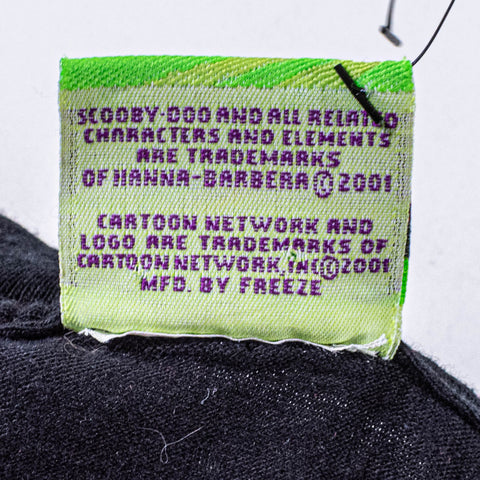 SCOOBY-DOO AND ALL RELATED
CHARACTERS AND ELEMENTS
ARE TRADEMARKS
OF HANNA-BARBERA © 2001
CARTOON NETWORK AND
LOGO ARE TRADEMARKS OF
CARTOON NETWORK, INC © 2001
MFD. BY FREEZE